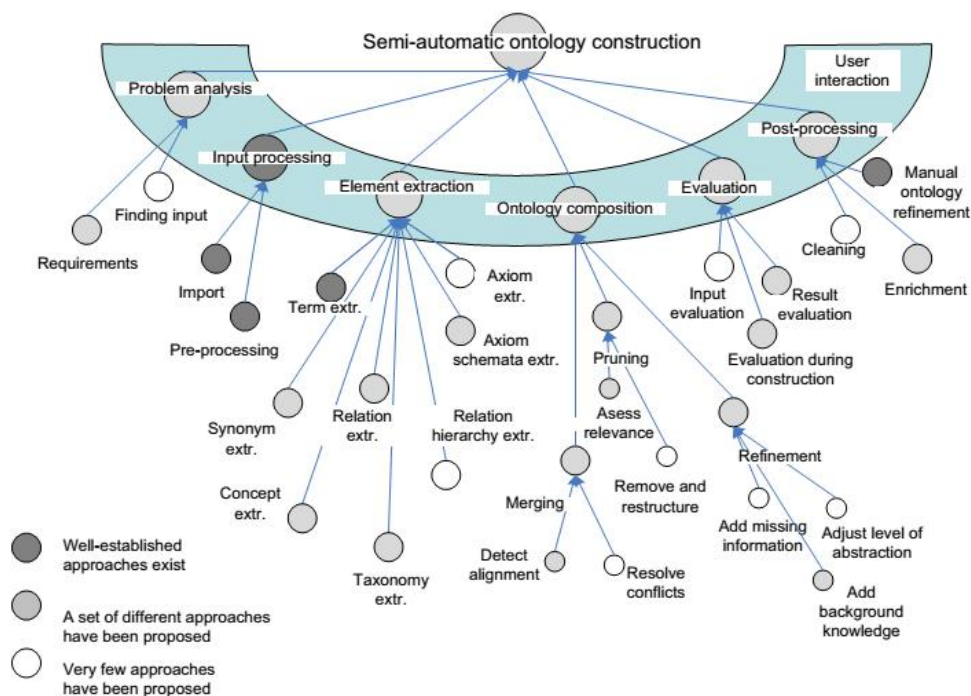 Semi-automatic ontology construction
User
interaction
Problem analysis
Post-processing
Input processing
Element extraction
Evaluation
Ontology composition
Manual
ontology
refinement
Finding input
Requirements
Import
Pre-processing
Term extr.
Axiom
extr.
Axiom
schemata extr.
Input
evaluation
Result
evaluation
Cleaning
Enrichment
Evaluation during
construction
Pruning
Asess
relevance
Synonym
extr.
Relation
extr.
Relation
hierarchy extr.
Refinement
Concept
extr.
Merging
Remove and
restructure
Add missing
information
Adjust level of
abstraction
Taxonomy
extr.
Detect
alignment
Resolve
conflicts
Add
background
knowledge
Well-established
approaches exist
A set of different approaches
have been proposed
Very few approaches
have been proposed